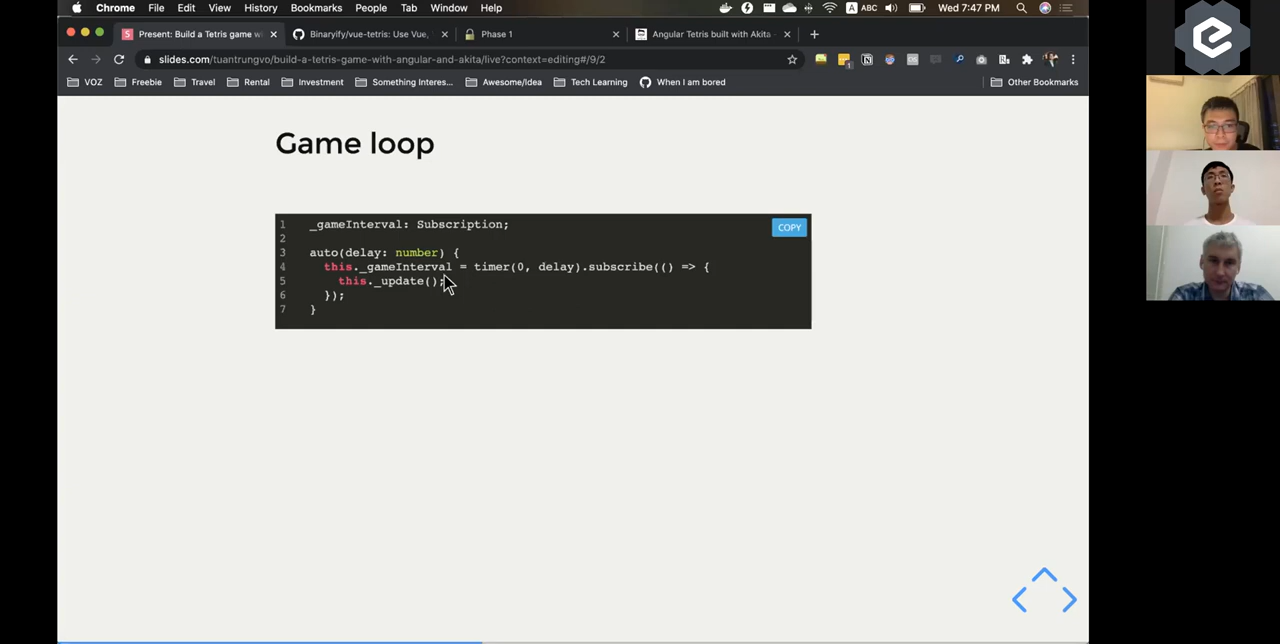 Chrome File Edit View History Bookmarks People Tab Window Help A ABC Wed 7:47 PM
S Present: Build a Tetris game wi Binaryify/vue-tetris: Use Vue, Phase 1 Angular Tetris built with Akita -
slides.com/tuantrungvo/build-a-tetris-game-with-angular-and-akita/live?context=editing#/9/2
VOZ Freebie Travel Rental Investment Something Interes... Awesome/Idea Tech Learning When I am bored Other Bookmarks
Game loop
COPY
1 _gameInterval: Subscription;
2
3 auto(delay: number) {
4 this._gameInterval = timer(0, delay).subscribe(() => {
5 this._update();
6 });
7 }